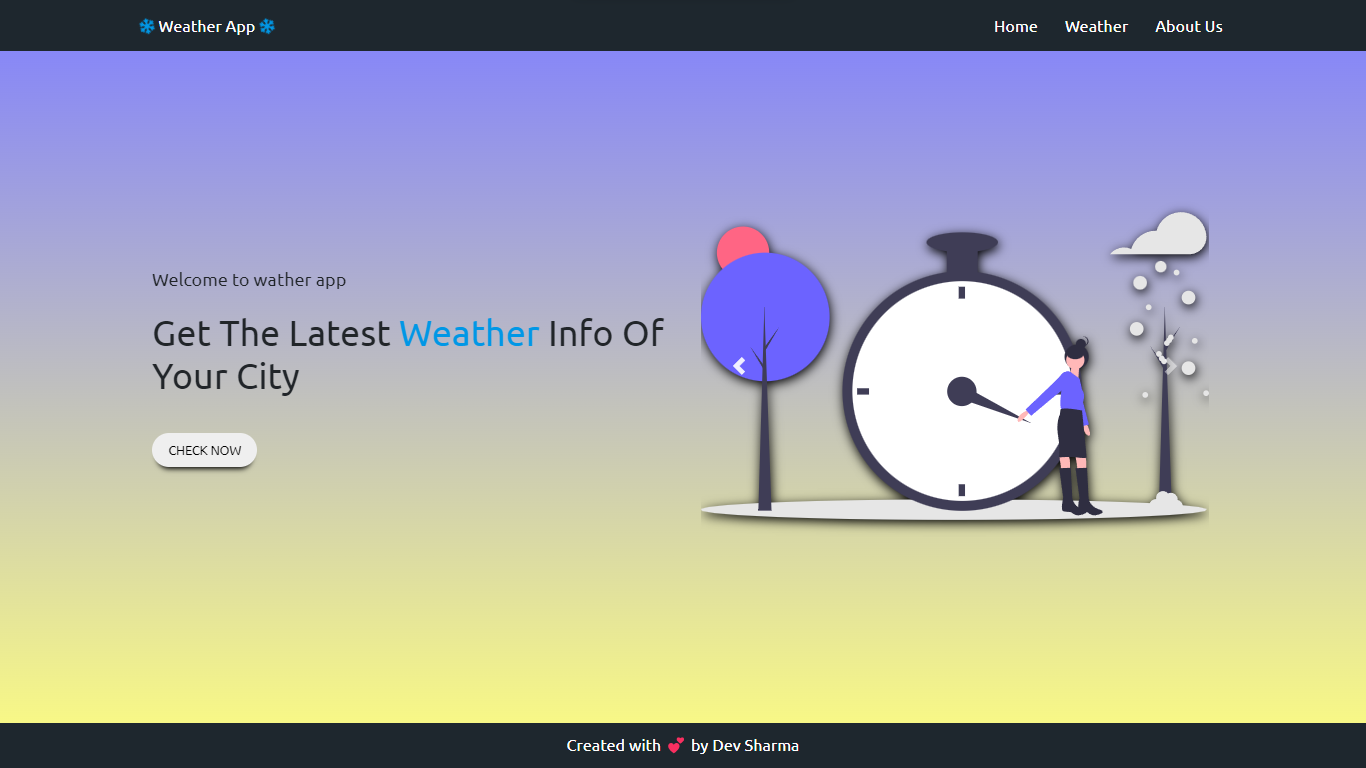 ❄️Weather App ❄️
Home Weather About Us
Welcome to wather app
Get The Latest Weather Info Of
Your City
CHECK NOW
Created with 💕 by Dev Sharma